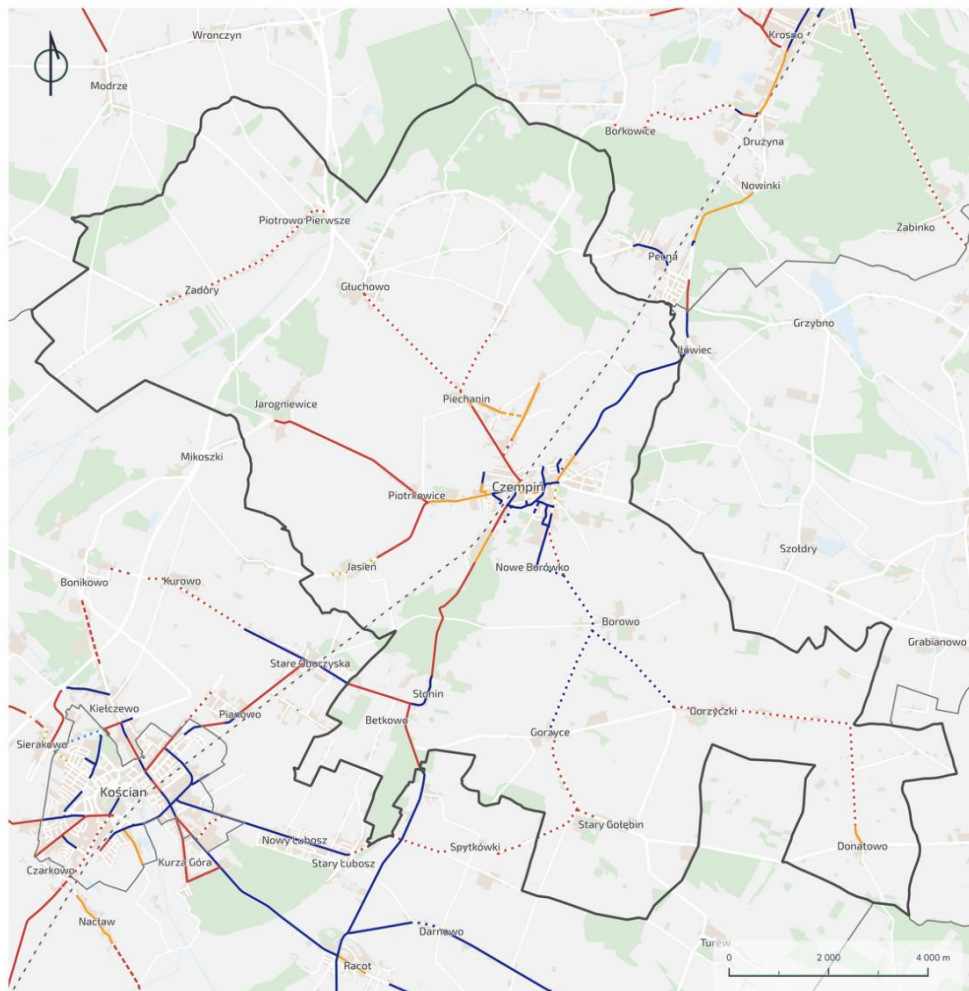 Krosno
Wronczyn
Modrze
Borkowice
Drużyna
Nowinki
Piotrowo Pierwsze
Żabinko
Pecna
Zadory
Głuchowo
Grzybno
Iłówiec
Piechanin
Jarogniewice
Mikoszki
Czempiń
Piotrkowice
Szołdry
Jasień
Nowe Borówko
Bonikowo
Kurowo
Borowo
Grabianowo
Stare Oborzyska
Słonin
Kiełczewo
Pianowo
Betkowo
Gorzyczki
Gorzyce
Sierakowo
Kościan
Stary Gołębin
Nowy Lubosz
Spytkówki
Donatowo
Stary Lubosz
Kurza Góra
Czarkowo
Nacław
Darnowo
Turew
Racot
0 2 000 4 000 m